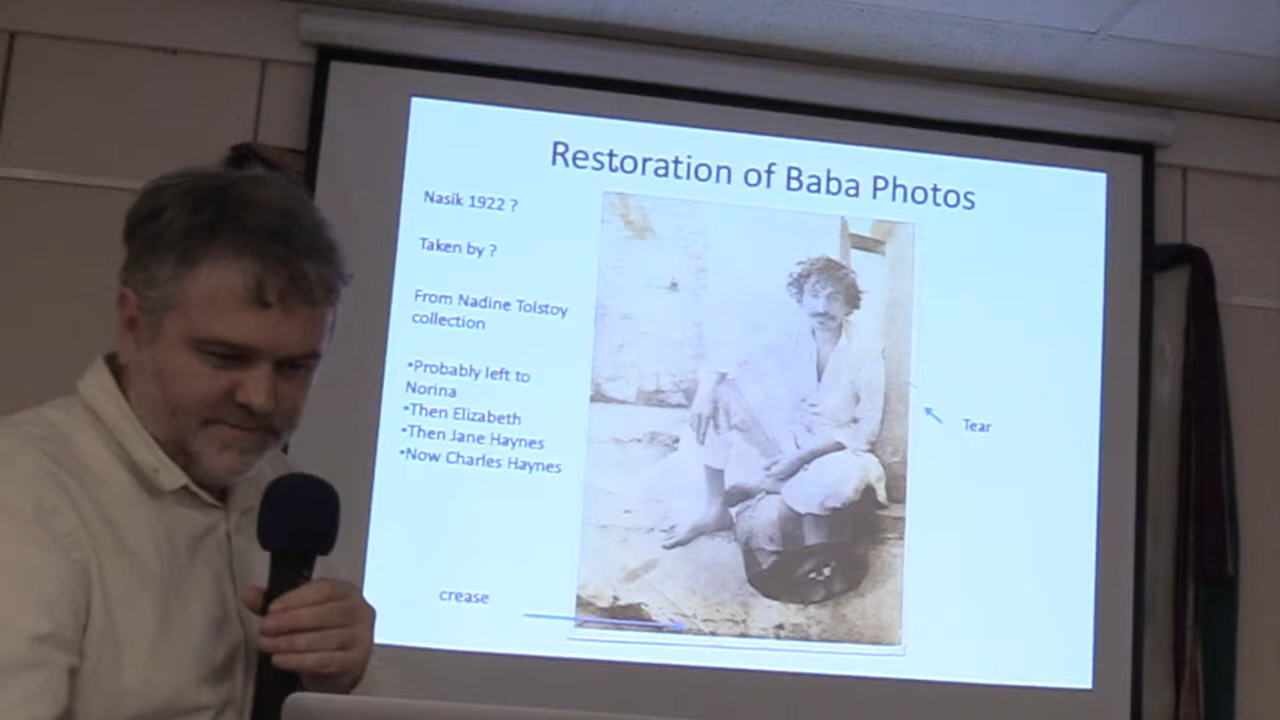 Restoration of Baba Photos
Nasik 1922 ?
Taken by ?
From Nadine Tolstoy
collection
•Probably left to
Norina
•Then Elizabeth
•Then Jane Haynes
•Now Charles Haynes
Tear
crease